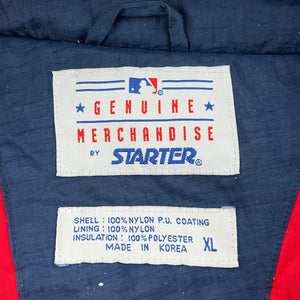 GENUINE
MERCHANDISE
BY STARTER®
SHELL : 100% NYLON P.U. COATING
LINING : 100% NYLON
INSULATION : 100% POLYESTER
MADE IN KOREA XL